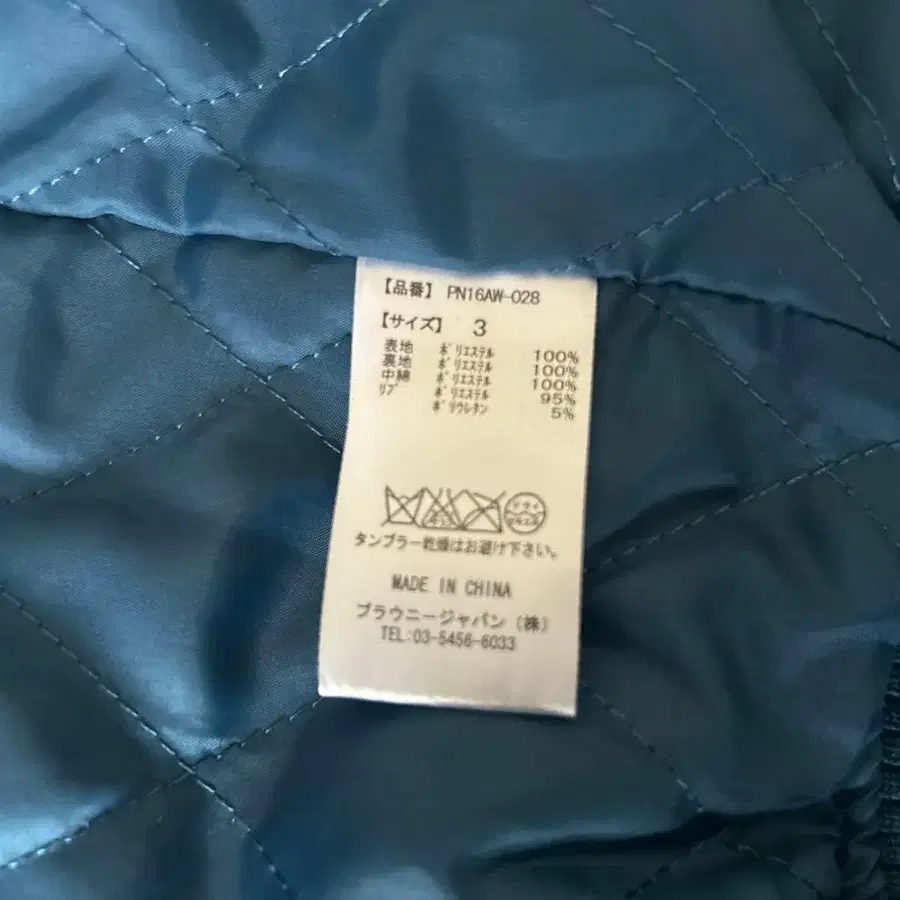 【品番】 PN16AW-028
【サイズ】 3
表地 ポリエステル 100%
裏地 ポリエステル 100%
中綿 ポリエステル 100%
リブ ポリエステル 95%
ポリウレタン 5%
ドライ
タンブラー乾燥はお避け下さい。
MADE IN CHINA
ブラウニージャパン (株)
TEL:03-5456-6033